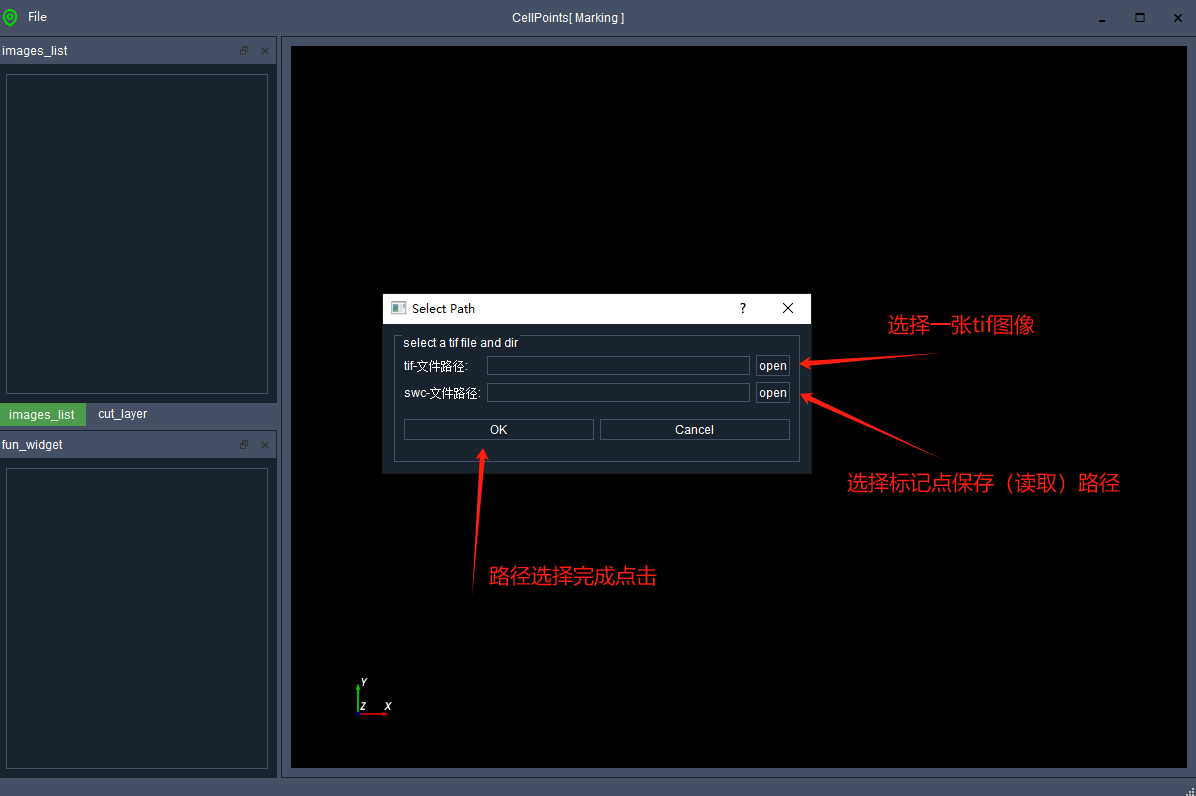 File
CellPoints[ Marking ]
images_list
images_list
cut_layer
fun_widget
Select Path
?
select a tif file and dir
tif-文件路径:
open
swc-文件路径:
open
OK
Cancel
选择一张tif图像
选择标记点保存（读取）路径
路径选择完成点击
Y
Z
X